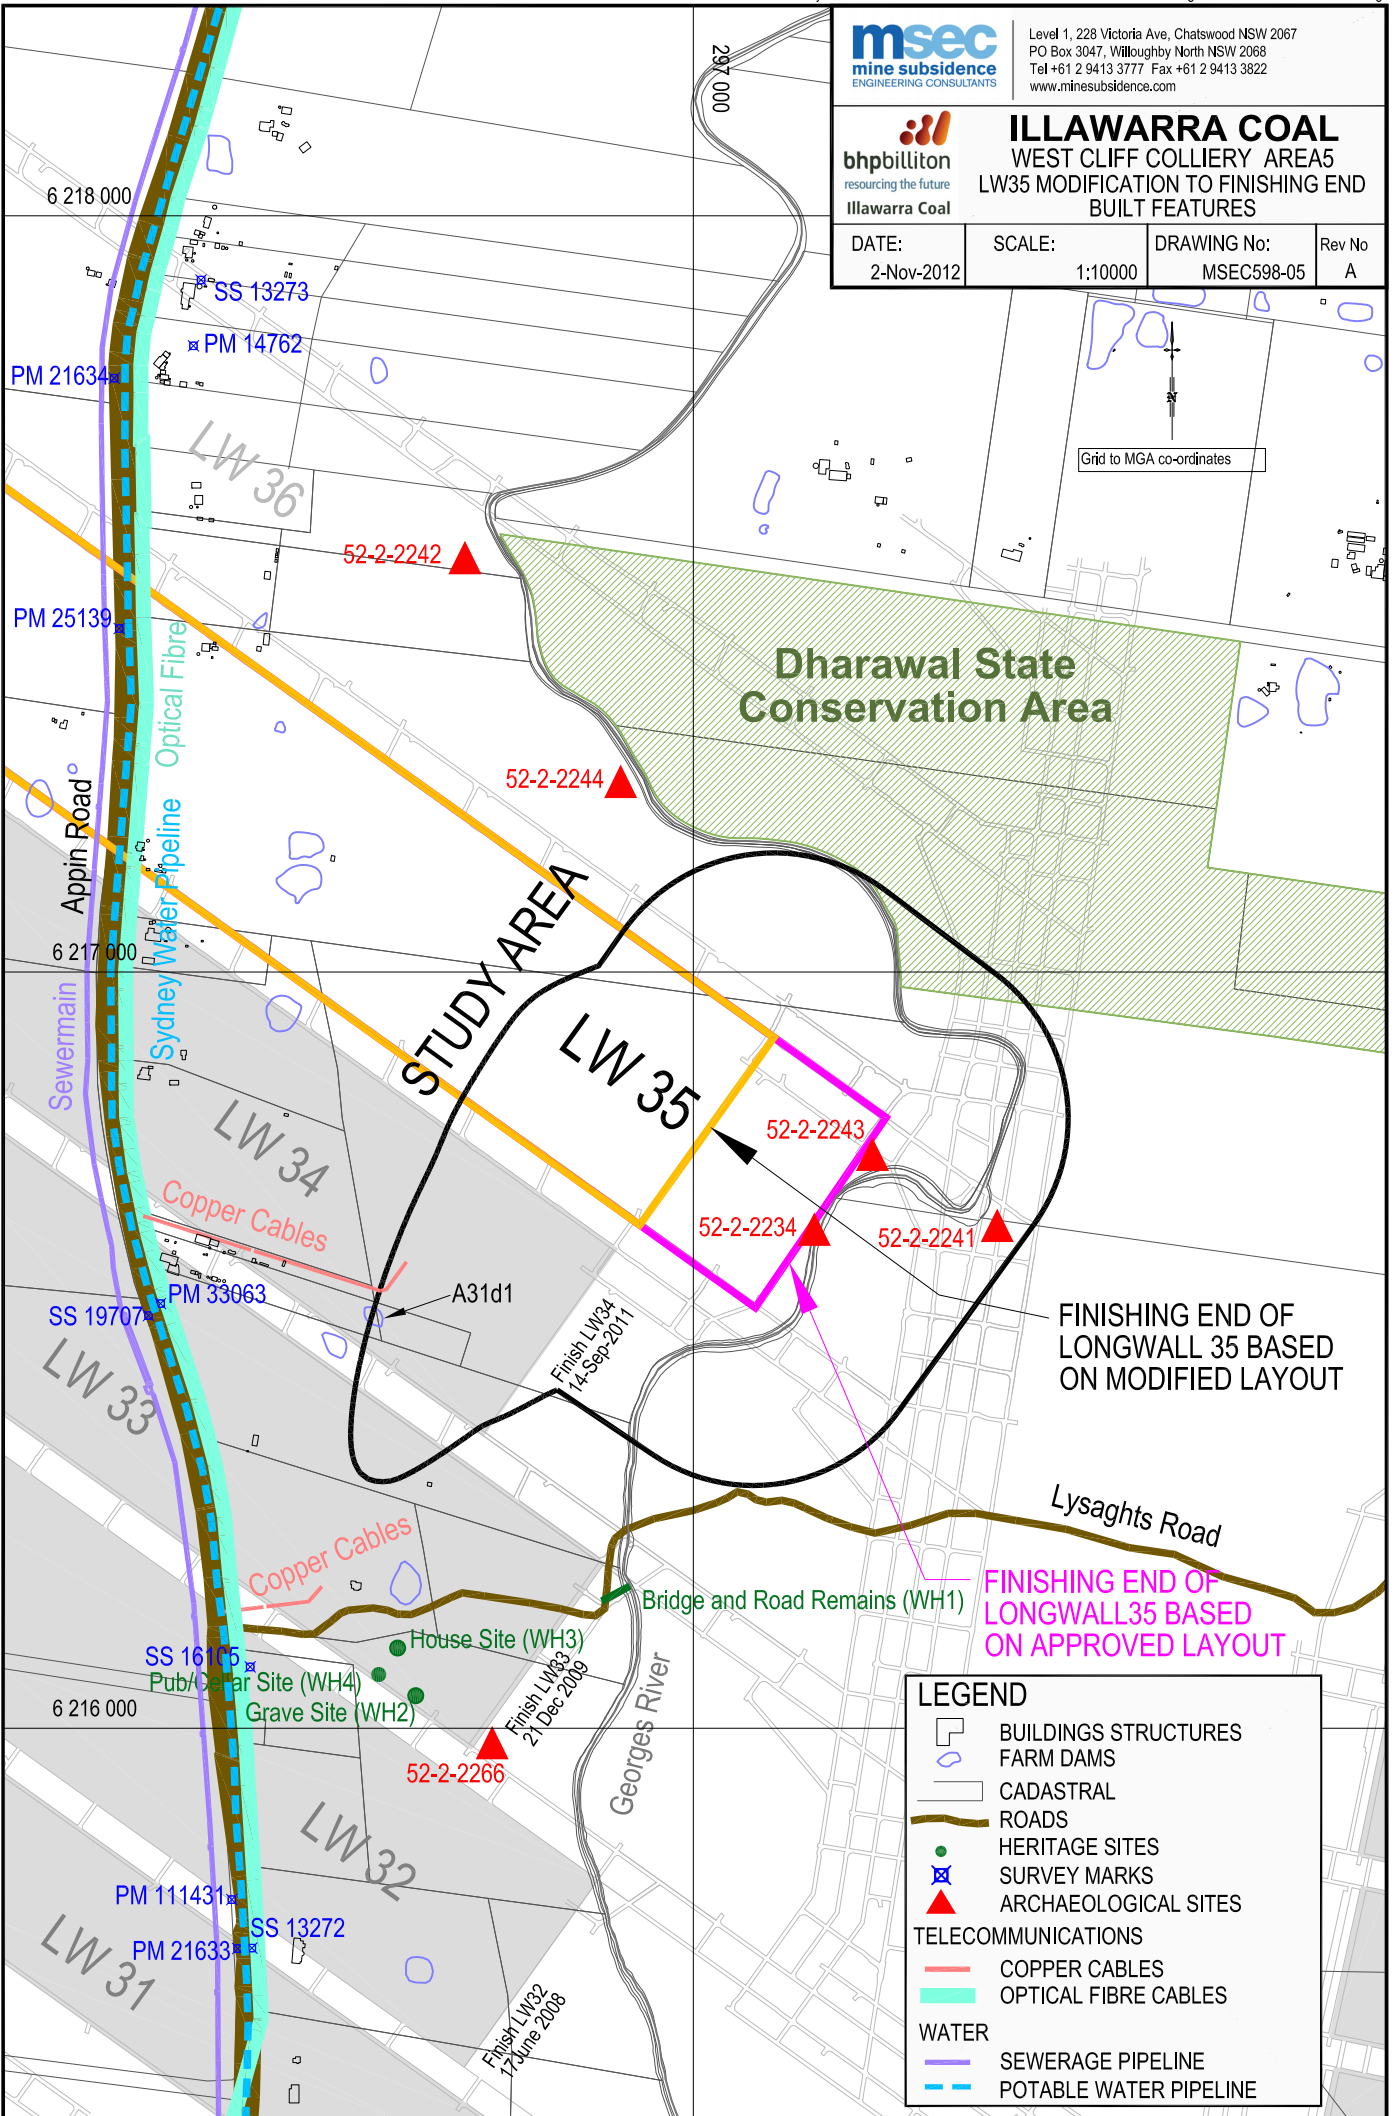 msec
mine subsidence
ENGINEERING CONSULTANTS
Level 1, 228 Victoria Ave, Chatswood NSW 2067
PO Box 3047, Willoughby North NSW 2068
Tel +61 2 9413 3777 Fax +61 2 9413 3822
www.minesubsidence.com
bhpbilliton
resourcing the future
Illawarra Coal
ILLAWARRA COAL
WEST CLIFF COLLIERY AREA5
LW35 MODIFICATION TO FINISHING END
BUILT FEATURES
DATE:
2-Nov-2012
SCALE:
1:10000
DRAWING No:
MSEC598-05
Rev No
A
297 000
6 218 000
SS 13273
PM 14762
PM 21634
LW 36
N
Grid to MGA co-ordinates
52-2-2242
PM 25139
Optical Fibre
Dharawal State
Conservation Area
52-2-2244
Appin Road
Sydney Water Pipeline
STUDY AREA
6 217 000
Sewermain
LW 35
LW 34
52-2-2243
Copper Cables
52-2-2234
52-2-2241
PM 33063
SS 19707
A31d1
Finish LW34
14-Sep-2011
FINISHING END OF
LONGWALL 35 BASED
ON MODIFIED LAYOUT
LW 33
Lysaghts Road
Copper Cables
FINISHING END OF
LONGWALL35 BASED
ON APPROVED LAYOUT
Bridge and Road Remains (WH1)
House Site (WH3)
SS 16105
Pub/Cellar Site (WH4)
Grave Site (WH2)
6 216 000
Finish LW33
21 Dec 2009
Georges River
52-2-2266
LW 32
PM 111431
SS 13272
PM 21633
LW 31
Finish LW32
17June 2008
LEGEND
BUILDINGS STRUCTURES
FARM DAMS
CADASTRAL
ROADS
HERITAGE SITES
SURVEY MARKS
ARCHAEOLOGICAL SITES
TELECOMMUNICATIONS
COPPER CABLES
OPTICAL FIBRE CABLES
WATER
SEWERAGE PIPELINE
POTABLE WATER PIPELINE